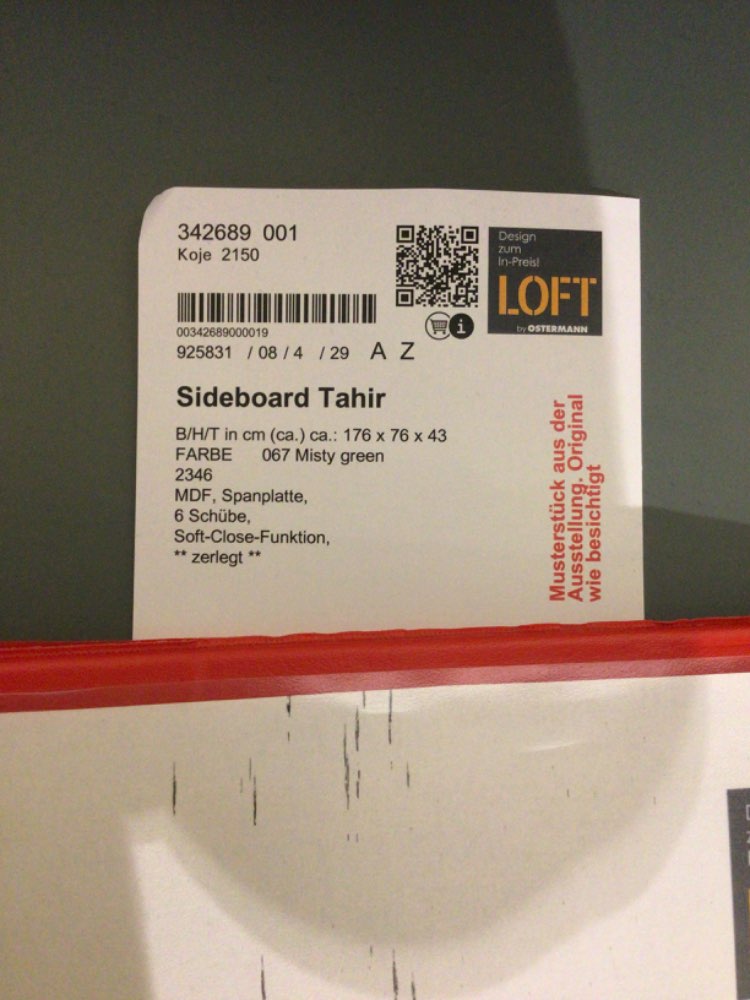 342689 001
Koje 2150
00342689000019
925831 / 08 / 4 / 29 A Z
Design
zum
In-Preis!
LOFT
by OSTERMANN
Sideboard Tahir
B/H/T in cm (ca.) ca.: 176 x 76 x 43
FARBE 067 Misty green
2346
MDF, Spanplatte,
6 Schübe,
Soft-Close-Funktion,
** zerlegt **
Musterstück aus der
Ausstellung. Original
wie besichtigt